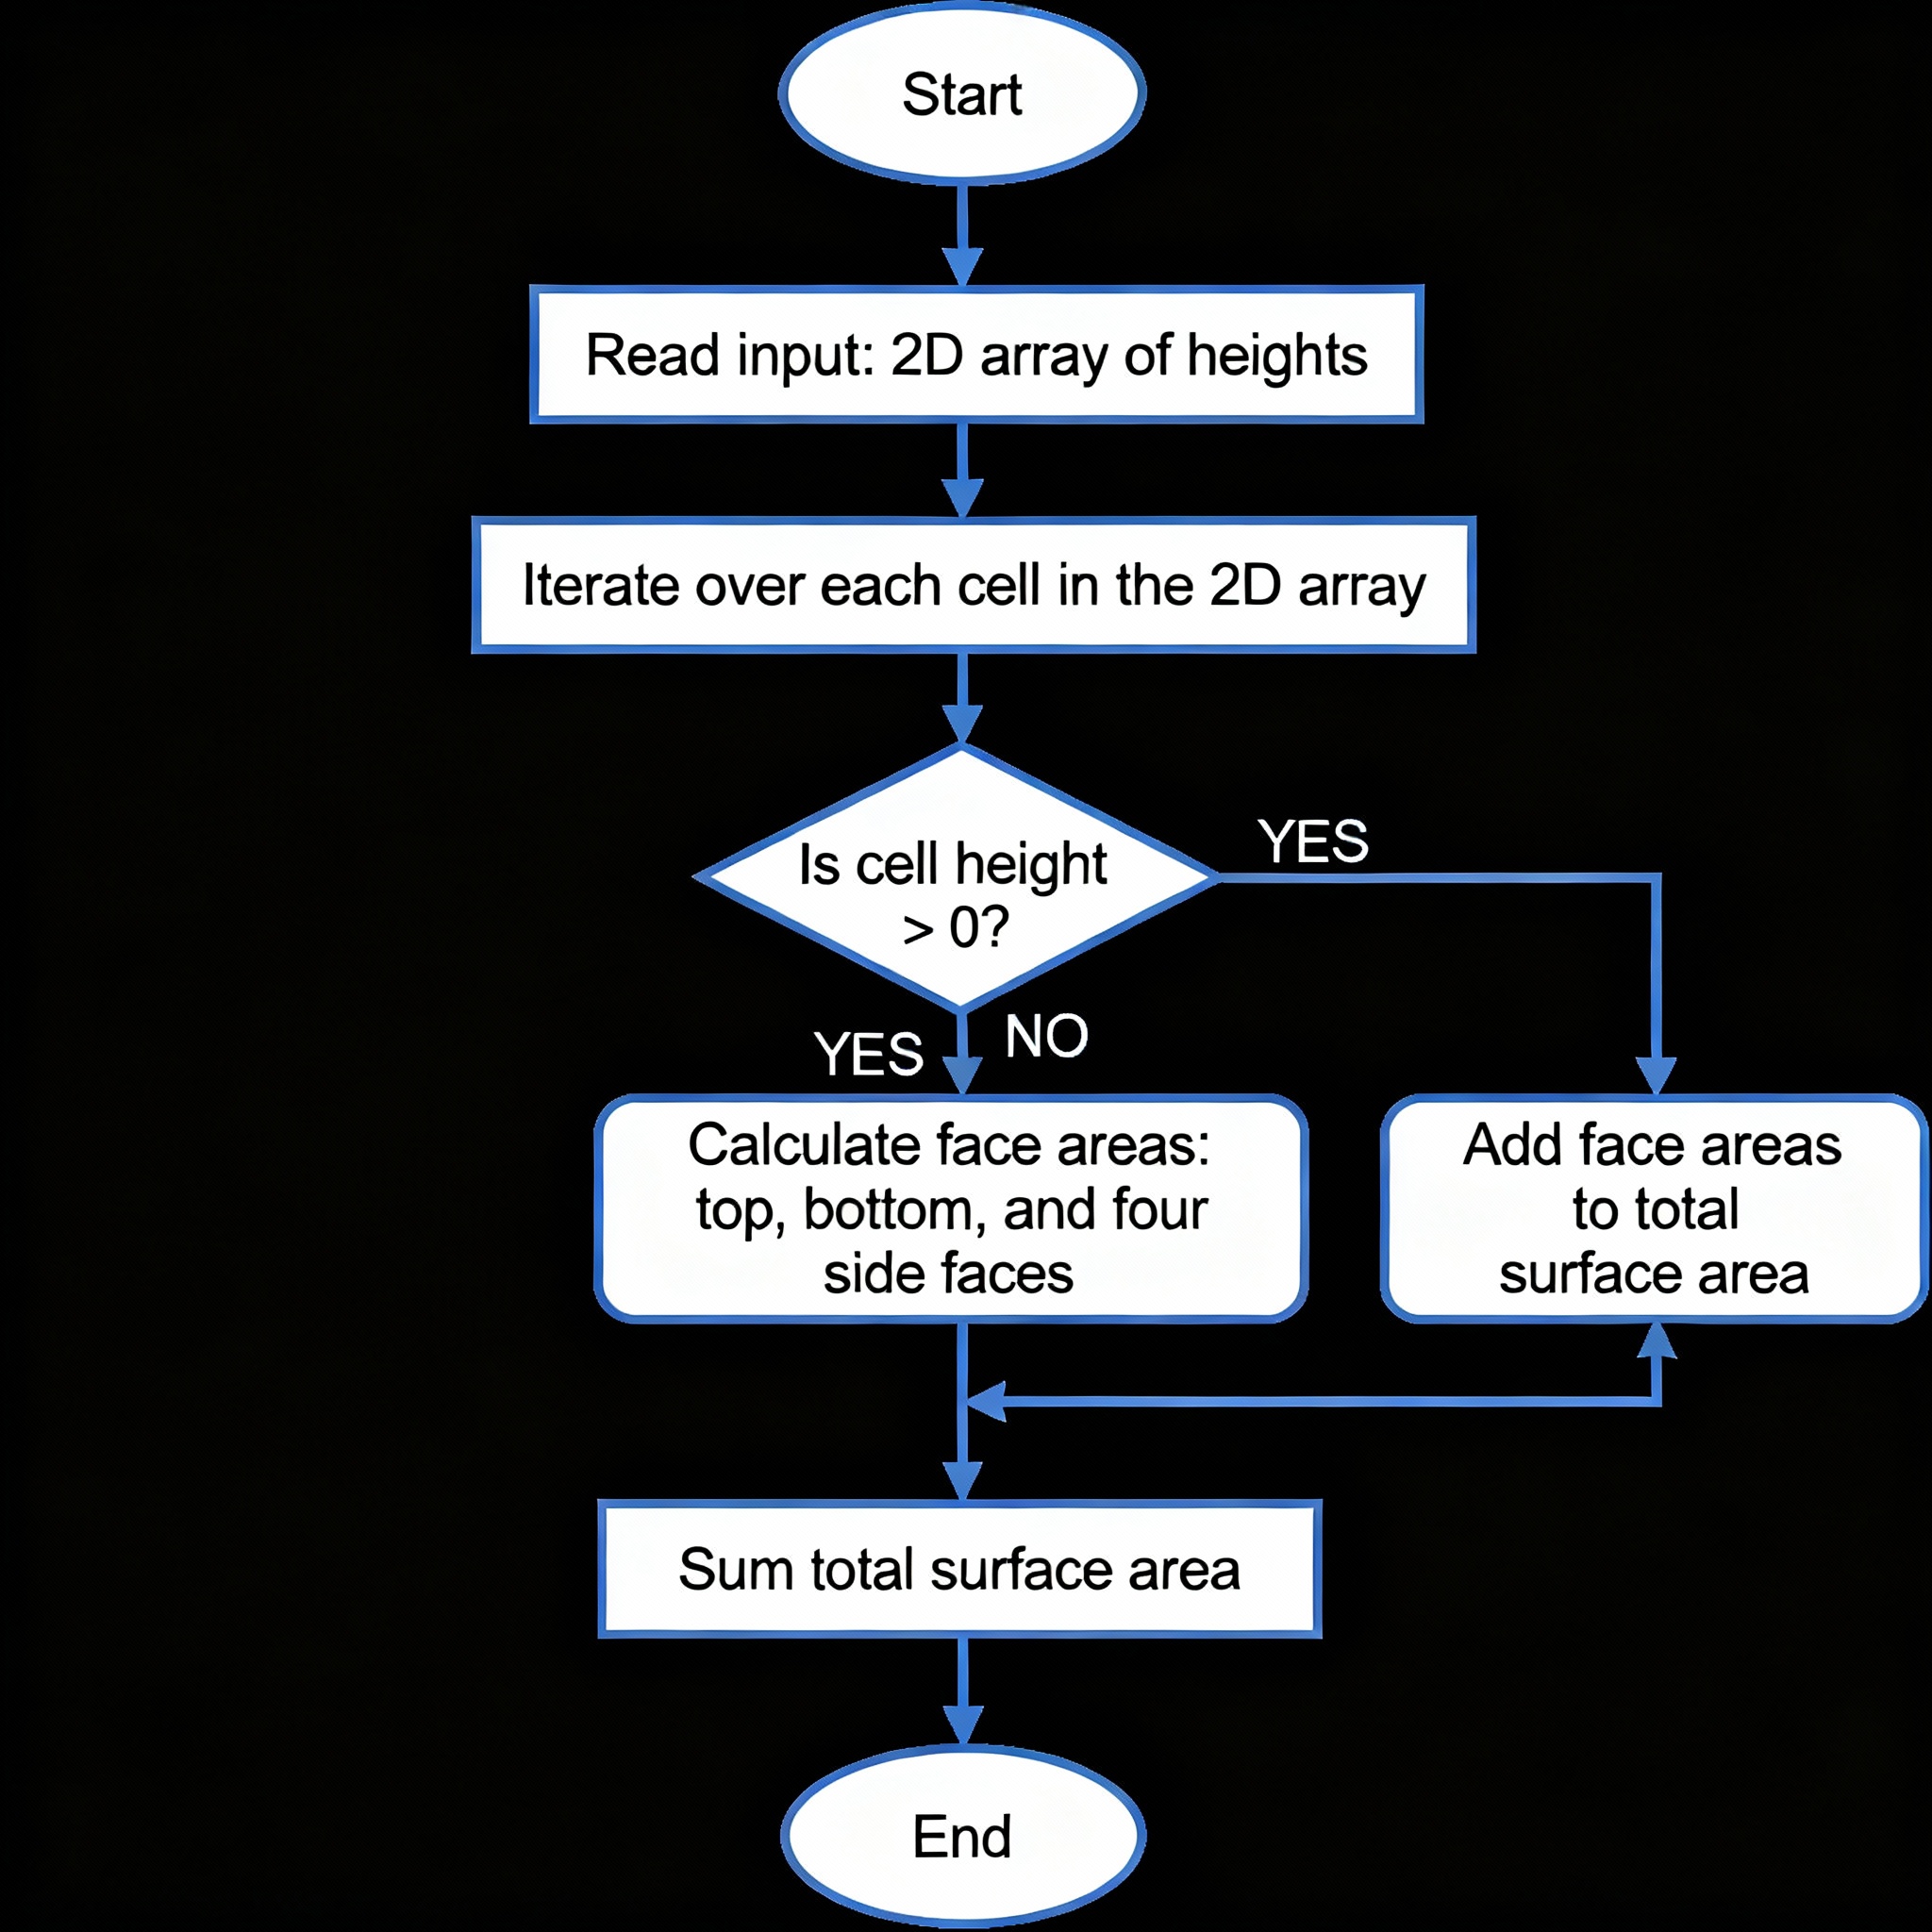 Start
Read input: 2D array of heights
Iterate over each cell in the 2D array
Is cell height
> 0?
YES
YES
NO
Calculate face areas:
top, bottom, and four
side faces
Add face areas
to total
surface area
Sum total surface area
End